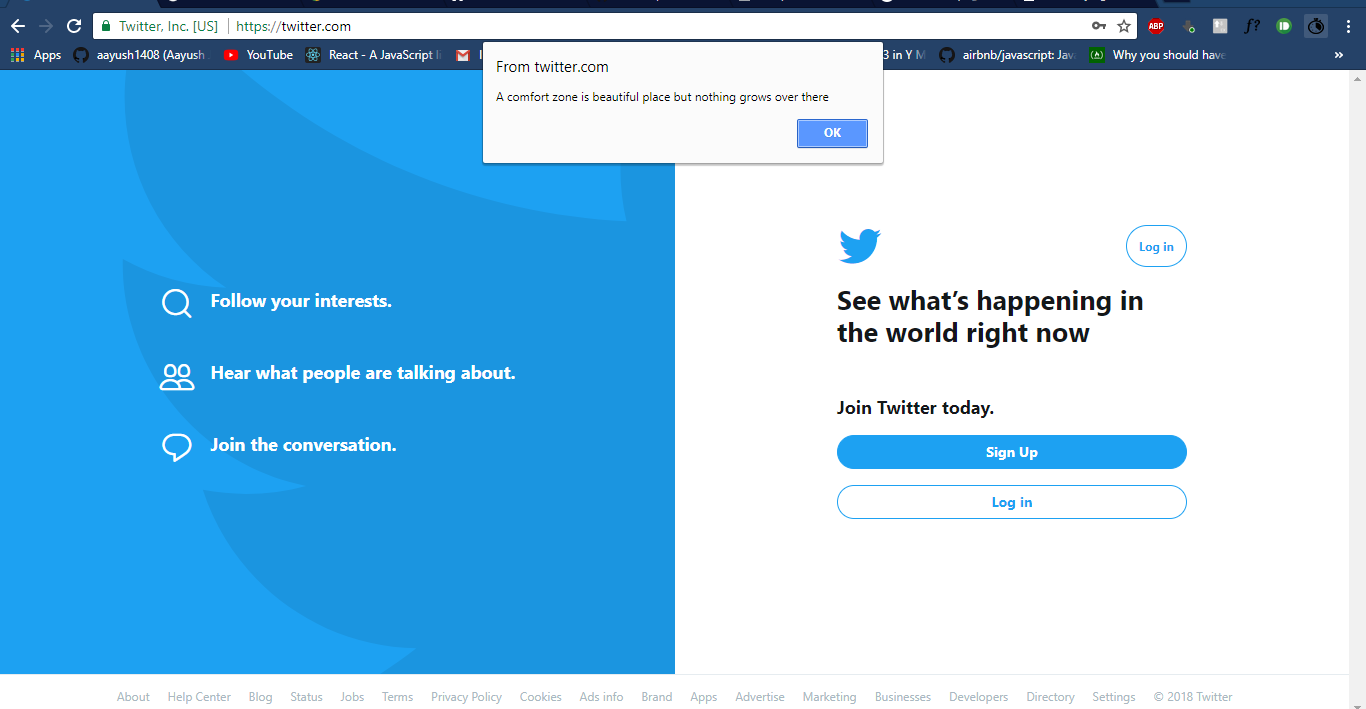 Twitter, Inc. [US] https://twitter.com
ABP
f?
Apps aayush1408 (Aayush YouTube React - A JavaScript li 3 in Y M airbnb/javascript: Jav Why you should have »
From twitter.com
A comfort zone is beautiful place but nothing grows over there
OK
Log in
See what's happening in
the world right now
Follow your interests.
Hear what people are talking about.
Join the conversation.
Join Twitter today.
Sign Up
Log in
About Help Center Blog Status Jobs Terms Privacy Policy Cookies Ads info Brand Apps Advertise Marketing Businesses Developers Directory Settings © 2018 Twitter